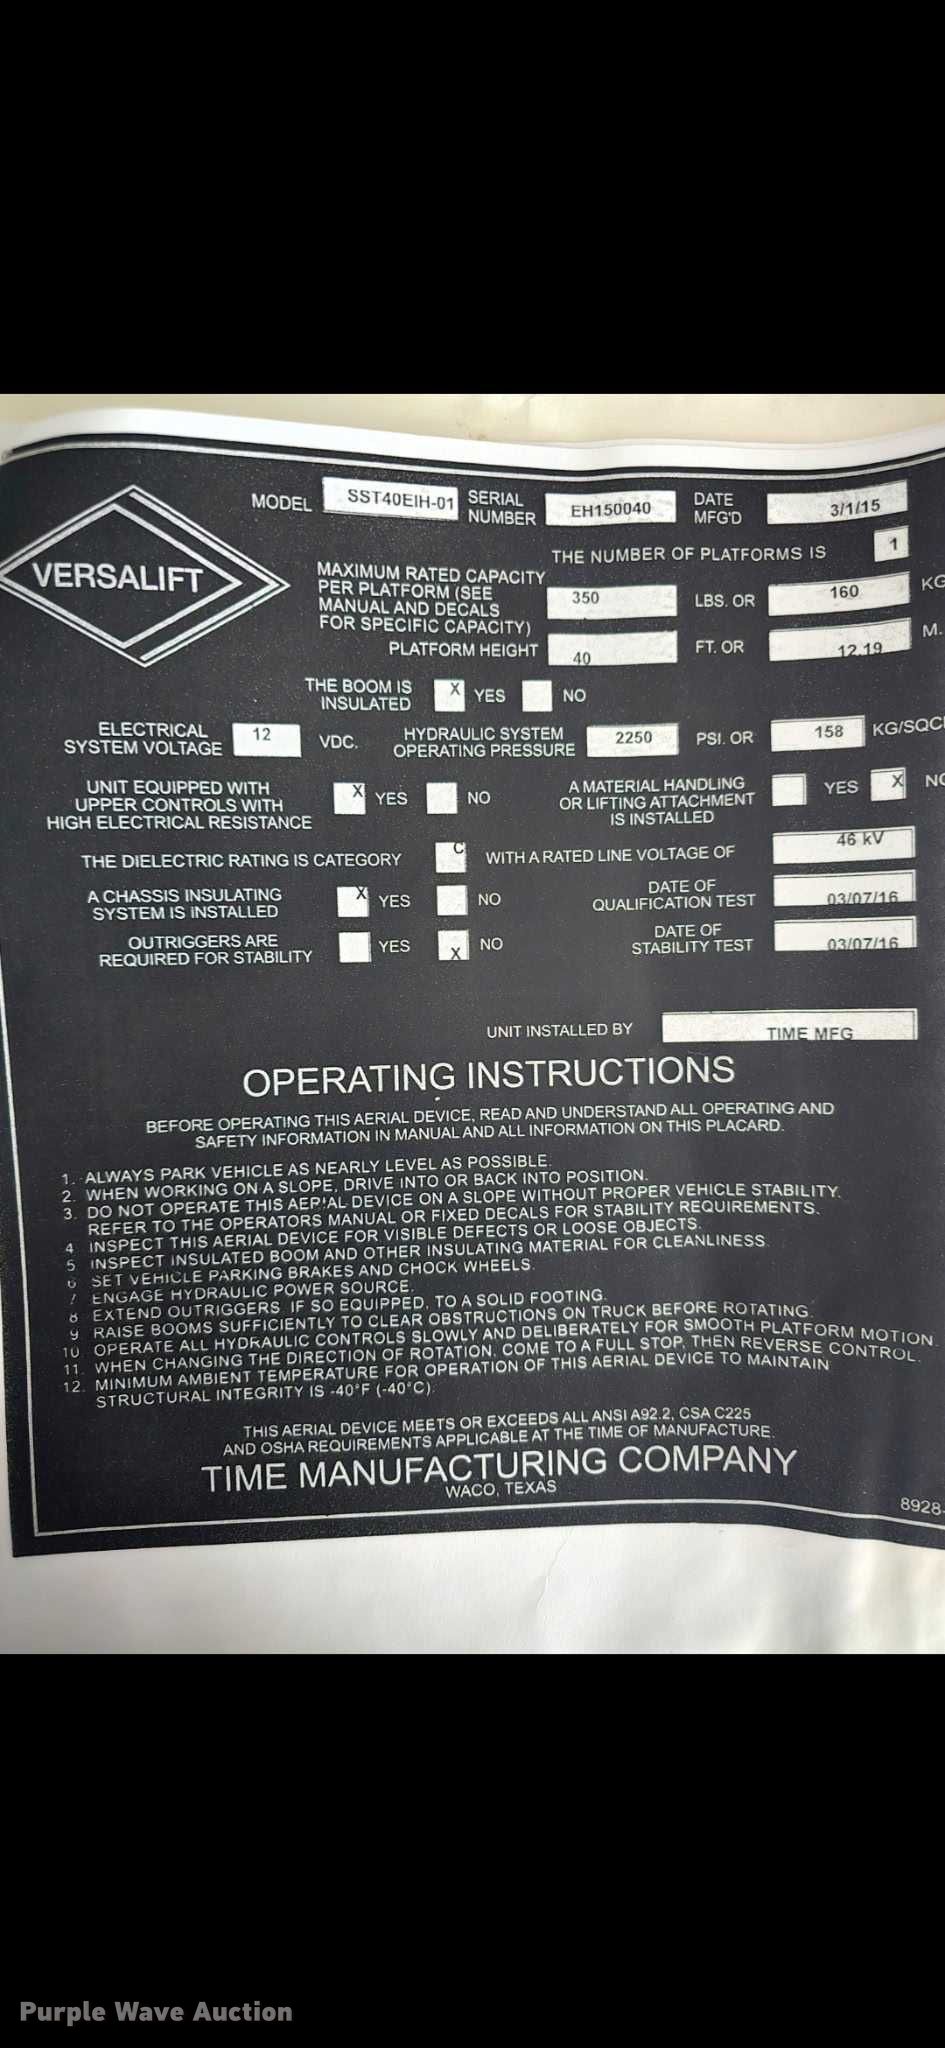 MODEL SST40EIH-01 SERIAL NUMBER EH150040 DATE MFG'D 3/1/15
VERSALIFT
THE NUMBER OF PLATFORMS IS 1
MAXIMUM RATED CAPACITY
PER PLATFORM (SEE
MANUAL AND DECALS
FOR SPECIFIC CAPACITY)
350 LBS. OR 160 KG
PLATFORM HEIGHT 40 FT. OR 12.19 M.
THE BOOM IS
INSULATED X YES NO
ELECTRICAL
SYSTEM VOLTAGE 12 VDC.
HYDRAULIC SYSTEM
OPERATING PRESSURE 2250 PSI. OR 158 KG/SQC
UNIT EQUIPPED WITH
UPPER CONTROLS WITH
HIGH ELECTRICAL RESISTANCE X YES NO
A MATERIAL HANDLING
OR LIFTING ATTACHMENT
IS INSTALLED YES X NO
THE DIELECTRIC RATING IS CATEGORY C WITH A RATED LINE VOLTAGE OF 46 kV
A CHASSIS INSULATING
SYSTEM IS INSTALLED X YES NO
DATE OF
QUALIFICATION TEST 03/07/16
OUTRIGGERS ARE
REQUIRED FOR STABILITY YES X NO
DATE OF
STABILITY TEST 03/07/16
UNIT INSTALLED BY TIME MFG
OPERATING INSTRUCTIONS
BEFORE OPERATING THIS AERIAL DEVICE, READ AND UNDERSTAND ALL OPERATING AND
SAFETY INFORMATION IN MANUAL AND ALL INFORMATION ON THIS PLACARD.
1. ALWAYS PARK VEHICLE AS NEARLY LEVEL AS POSSIBLE.
2. WHEN WORKING ON A SLOPE, DRIVE INTO OR BACK INTO POSITION.
3. DO NOT OPERATE THIS AERIAL DEVICE ON A SLOPE WITHOUT PROPER VEHICLE STABILITY.
REFER TO THE OPERATORS MANUAL OR FIXED DECALS FOR STABILITY REQUIREMENTS.
4 INSPECT THIS AERIAL DEVICE FOR VISIBLE DEFECTS OR LOOSE OBJECTS.
5 INSPECT INSULATED BOOM AND OTHER INSULATING MATERIAL FOR CLEANLINESS.
6 SET VEHICLE PARKING BRAKES AND CHOCK WHEELS.
7 ENGAGE HYDRAULIC POWER SOURCE.
8 EXTEND OUTRIGGERS, IF SO EQUIPPED, TO A SOLID FOOTING.
9 RAISE BOOMS SUFFICIENTLY TO CLEAR OBSTRUCTIONS ON TRUCK BEFORE ROTATING.
10 OPERATE ALL HYDRAULIC CONTROLS SLOWLY AND DELIBERATELY FOR SMOOTH PLATFORM MOTION.
11. WHEN CHANGING THE DIRECTION OF ROTATION, COME TO A FULL STOP, THEN REVERSE CONTROL.
12. MINIMUM AMBIENT TEMPERATURE FOR OPERATION OF THIS AERIAL DEVICE TO MAINTAIN
STRUCTURAL INTEGRITY IS -40°F (-40°C).
THIS AERIAL DEVICE MEETS OR EXCEEDS ALL ANSI A92.2, CSA C225
AND OSHA REQUIREMENTS APPLICABLE AT THE TIME OF MANUFACTURE.
TIME MANUFACTURING COMPANY
WACO, TEXAS
8928-
Purple Wave Auction